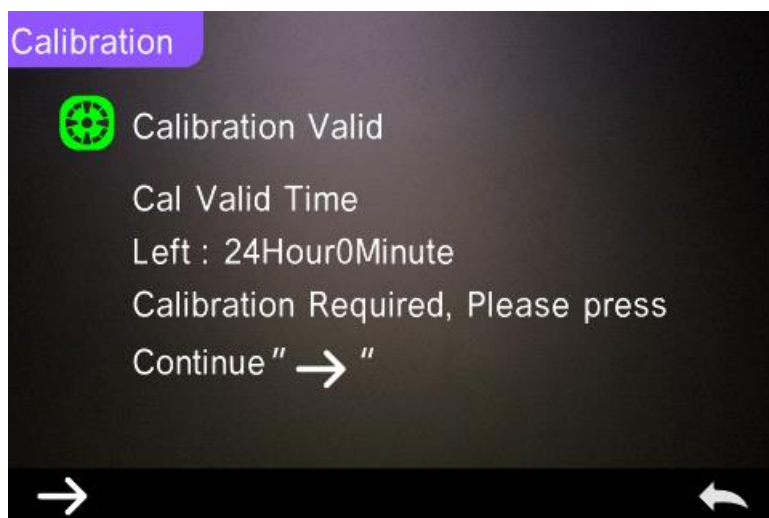 Calibration
Calibration Valid
Cal Valid Time
Left : 24Hour0Minute
Calibration Required, Please press
Continue " → "